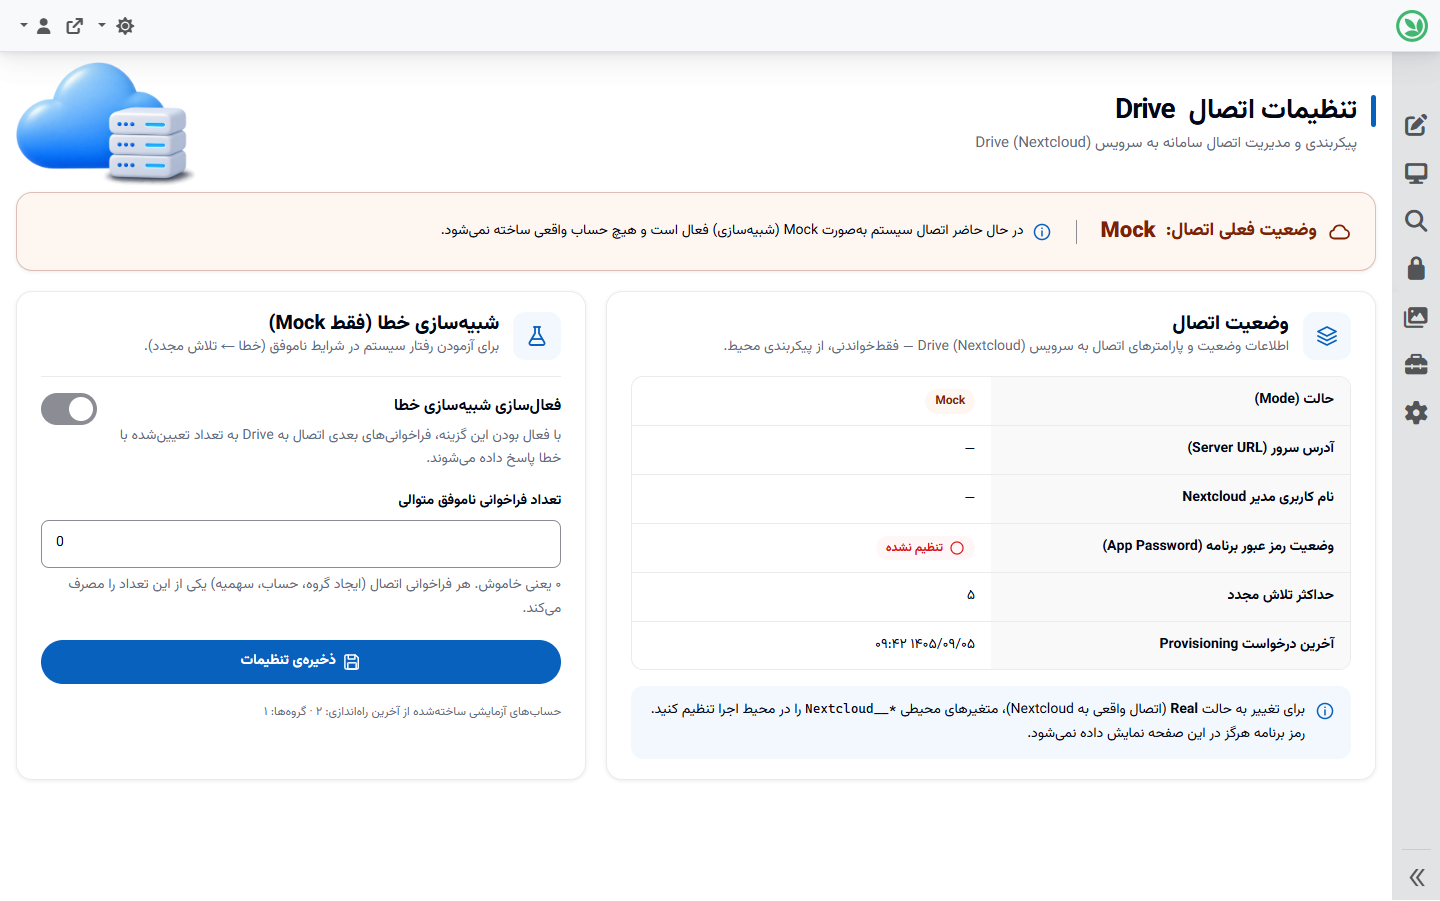 تنظیمات اتصال Drive
پیکربندی و مدیریت اتصال سامانه به سرویس Drive (Nextcloud)
وضعیت فعلی اتصال: Mock
در حال حاضر اتصال سیستم به‌صورت Mock (شبیه‌سازی) فعال است و هیچ حساب واقعی ساخته نمی‌شود.
وضعیت اتصال
اطلاعات وضعیت و پارامترهای اتصال به سرویس Drive (Nextcloud) — فقط‌خواندنی، از پیکربندی محیط.
حالت (Mode)
Mock
آدرس سرور (Server URL)
—
نام کاربری مدیر Nextcloud
—
وضعیت رمز عبور برنامه (App Password)
تنظیم نشده
حداکثر تلاش مجدد
۵
آخرین درخواست Provisioning
۱۴۰۵/۰۹/۰۵ ۰۹:۴۲
برای تغییر به حالت Real (اتصال واقعی به Nextcloud)، متغیرهای محیطی Nextcloud__* را در محیط اجرا تنظیم کنید.
رمز برنامه هرگز در این صفحه نمایش داده نمی‌شود.
شبیه‌سازی خطا (فقط Mock)
برای آزمودن رفتار سیستم در شرایط ناموفق (خطا ← تلاش مجدد).
فعال‌سازی شبیه‌سازی خطا
با فعال بودن این گزینه، فراخوانی‌های بعدی اتصال به Drive به تعداد تعیین‌شده با
خطا پاسخ داده می‌شوند.
تعداد فراخوانی ناموفق متوالی
0
۰ یعنی خاموش. هر فراخوانی اتصال (ایجاد گروه، حساب، سهمیه) یکی از این تعداد را مصرف
می‌کند.
ذخیره‌ی تنظیمات
حساب‌های آزمایشی ساخته‌شده از آخرین راه‌اندازی: ۲ · گروه‌ها: ۱